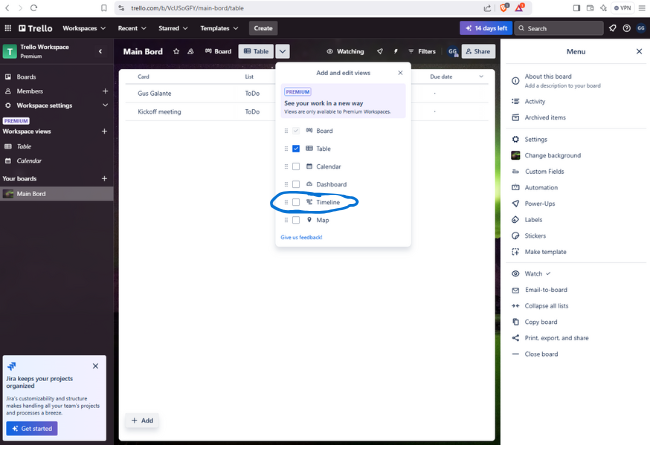 trello.com/b/VcU5oGFY/main-bord/table
VPN
Trello
Workspaces
Recent
Starred
Templates
Create
14 days left
Search
GG
T
Trello Workspace
Premium
Boards
Members
Workspace settings
PREMIUM
Workspace views
Table
Calendar
Your boards
Main Bord
Jira keeps your projects
organized
Jira's customizability and structure
makes handling all your team's projects
and processes a breeze.
Get started
Main Bord
Board
Table
Watching
Filters
GG
Share
Card
List
Due date
Gus Galante
ToDo
-
Kickoff meeting
ToDo
-
Add
Add and edit views
PREMIUM
See your work in a new way
Views are only available to Premium Workspaces.
Board
Table
Calendar
Dashboard
Timeline
Map
Give us feedback!
Menu
About this board
Add a description to your board
Activity
Archived items
Settings
Change background
Custom Fields
Automation
Power-Ups
Labels
Stickers
Make template
Watch
Email-to-board
Collapse all lists
Copy board
Print, export, and share
Close board